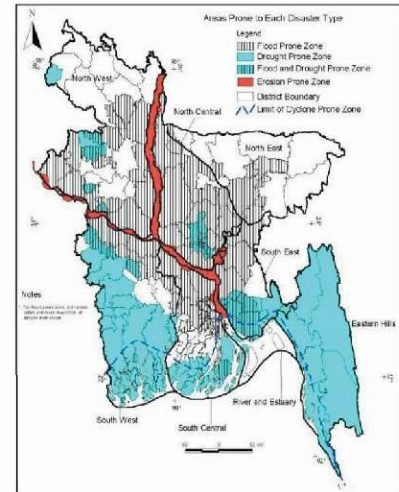 Areas Prone to Each Disaster Type
Legend
Flood Prone Zone
Drought Prone Zone
Flood and Drought Prone Zone
Erosion Prone Zone
District Boundary
Limit of Cyclone Prone Zone
N
North West
North Central
North East
South East
Notes
Eastern Hills
River and Estuary
South West
South Central